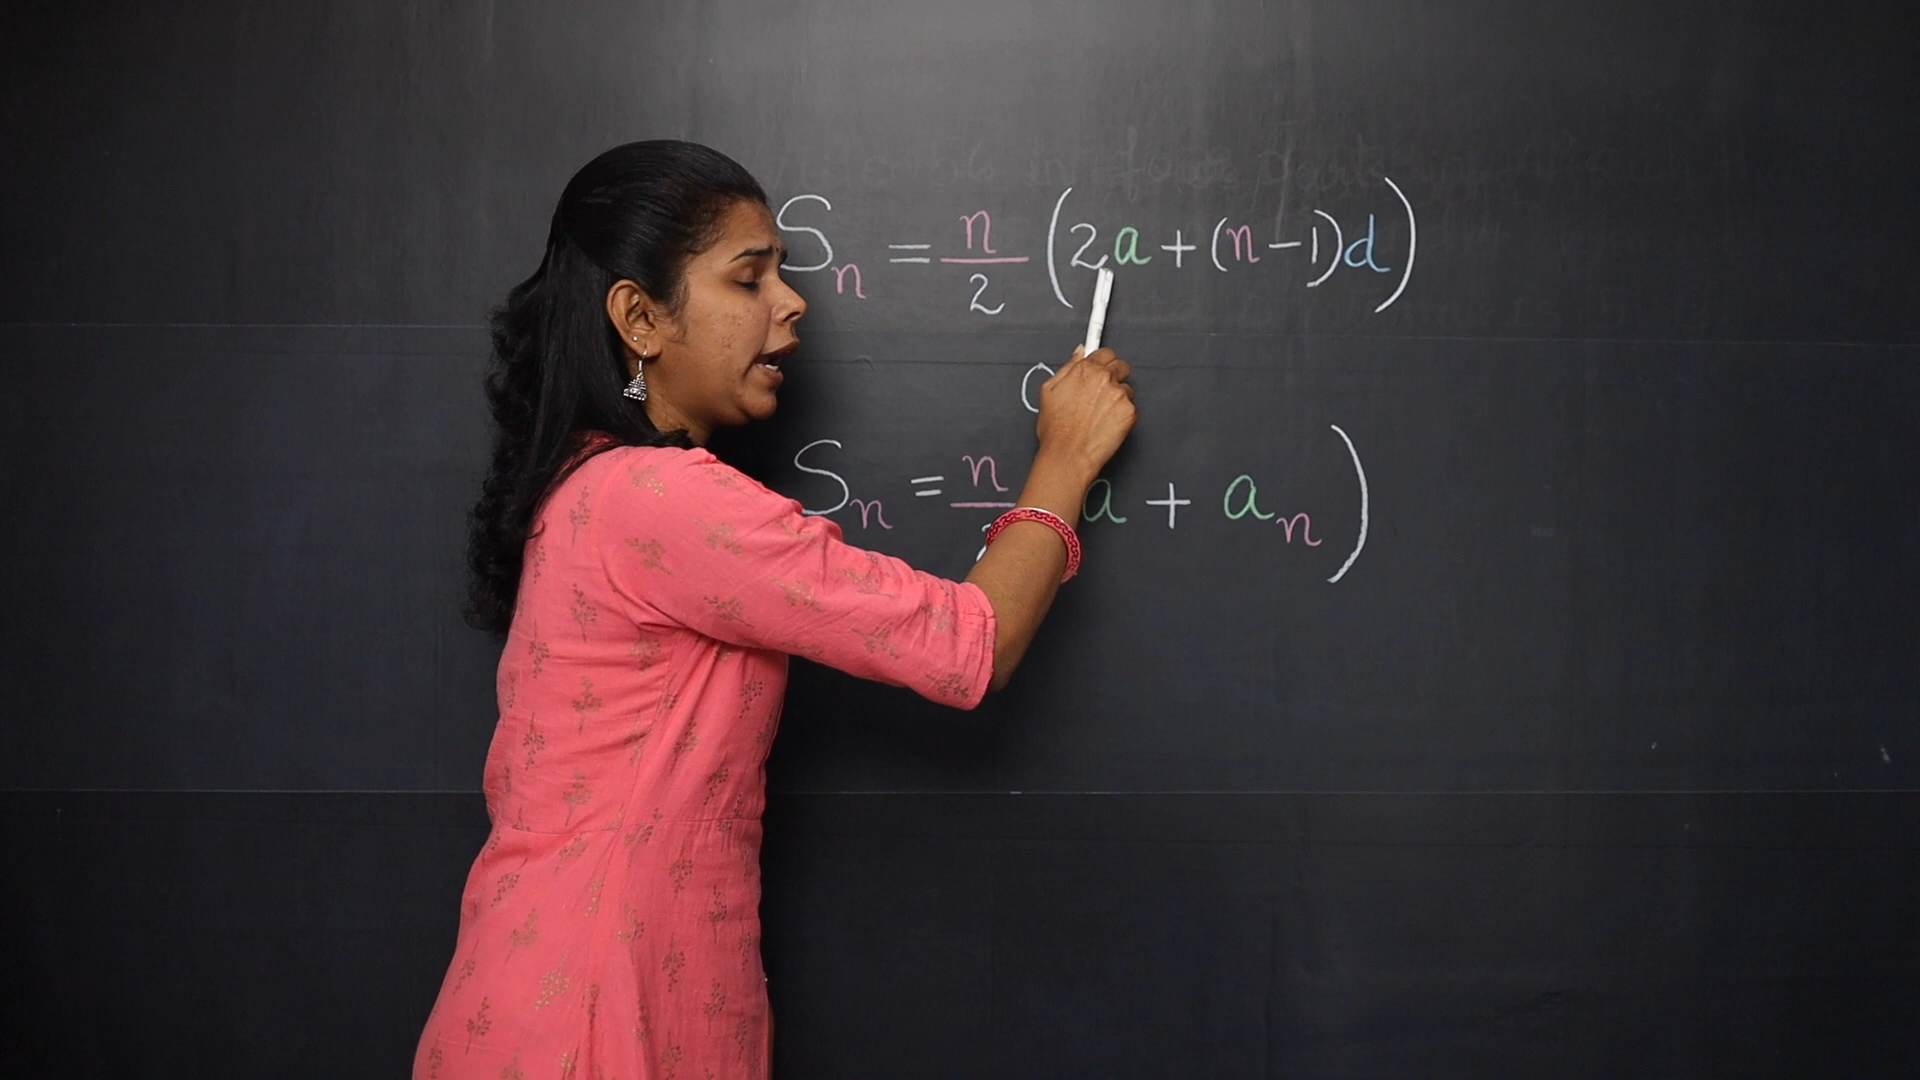 Sn = n/2 (2a + (n-1)d)
Sn = n a + an)